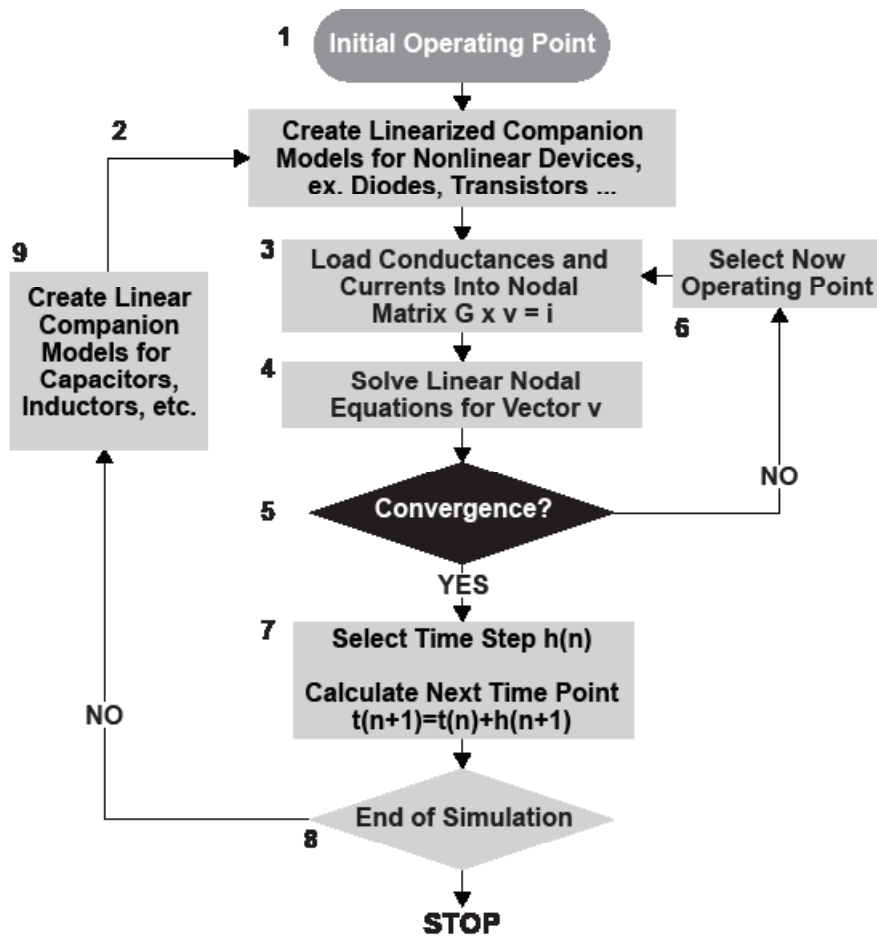 1
Initial Operating Point
2
Create Linearized Companion
Models for Nonlinear Devices,
ex. Diodes, Transistors ...
3
Load Conductances and
Currents Into Nodal
Matrix G x v = i
Select Now
Operating Point
6
9
Create Linear
Companion
Models for
Capacitors,
Inductors, etc.
4
Solve Linear Nodal
Equations for Vector v
5
Convergence?
NO
YES
7
Select Time Step h(n)
Calculate Next Time Point
t(n+1)=t(n)+h(n+1)
NO
8
End of Simulation
STOP